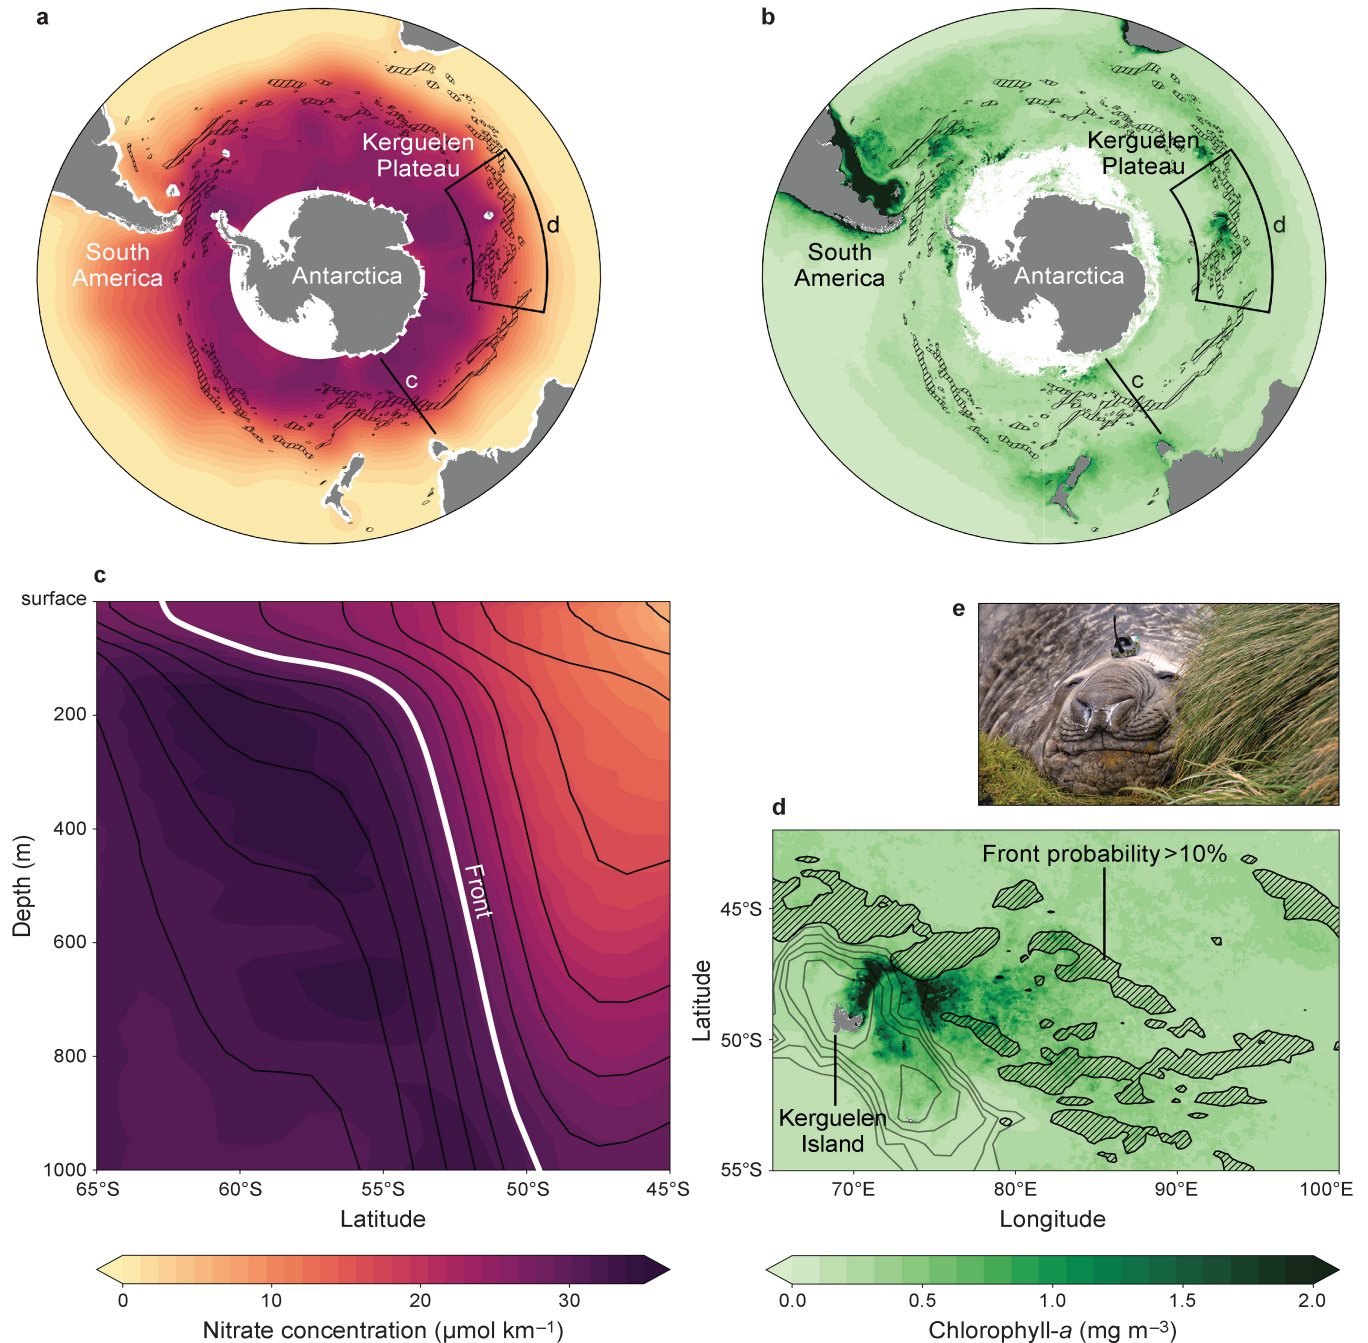 a
Kerguelen
Plateau
d
South
America
Antarctica
c
b
Kerguelen
Plateau
d
South
America
Antarctica
c
c
surface
200
400
600
800
1000
Depth (m)
Front
65°S
60°S
55°S
50°S
45°S
Latitude
0
10
20
30
Nitrate concentration (µmol km⁻¹)
e
d
Front probability >10%
45°S
50°S
55°S
Latitude
Kerguelen
Island
70°E
80°E
90°E
100°E
Longitude
0.0
0.5
1.0
1.5
2.0
Chlorophyll-a (mg m⁻³)